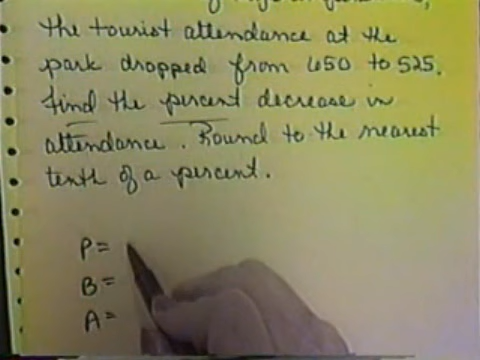 the tourist attendance at the
park dropped from 650 to 525.
Find the percent decrease in
attendance. Round to the nearest
tenth of a percent.
P=
B=
A=